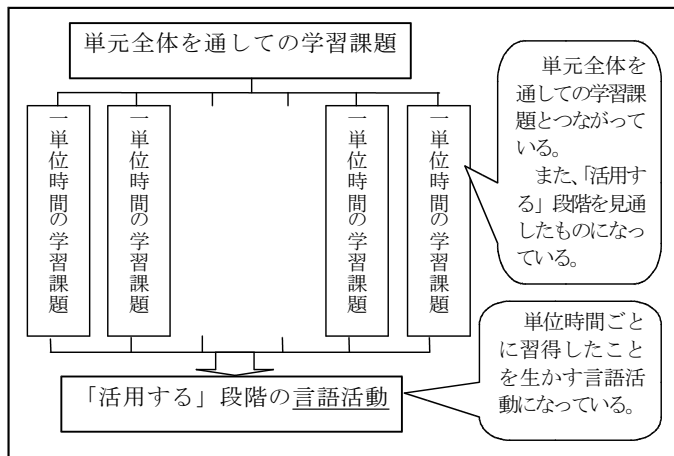 単元全体を通しての学習課題
一単位時間の学習課題
一単位時間の学習課題
一単位時間の学習課題
一単位時間の学習課題
単元全体を
通しての学習課
題とつながって
いる。
また、「活用す
る」段階を見通
したものになっ
ている。
単位時間ごと
に習得したこと
を生かす言語活
動になっている。
「活用する」段階の言語活動